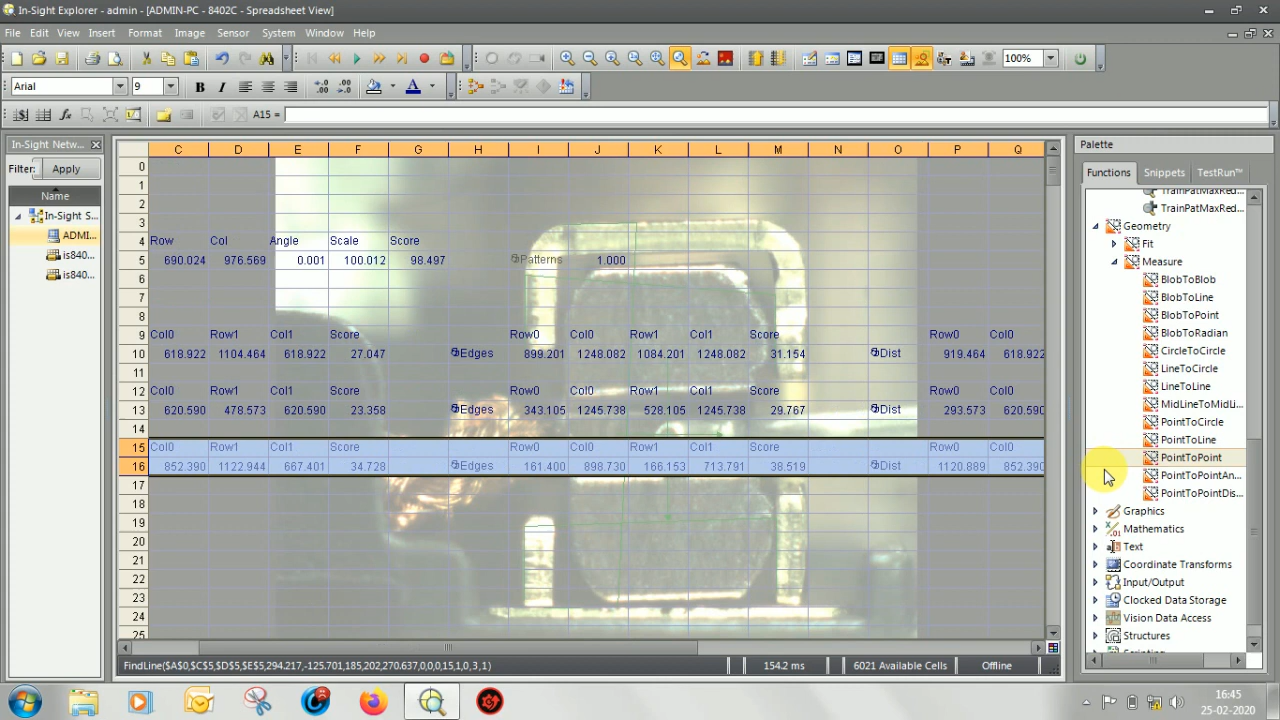 In-Sight Explorer - admin - [ADMIN-PC - 8402C - Spreadsheet View]
File Edit View Insert Format Image Sensor System Window Help
100%
Arial 9
A15 =
In-Sight Netw...
Filter: Apply
Name
In-Sight S...
ADMI...
is840...
is840...
C D E F G H I J K L M N O P Q
0
1
2
3
4 Row Col Angle Scale Score
5 690.024 976.569 0.001 100.012 98.497 Patterns 1.000
6
7
8
9 Col0 Row1 Col1 Score Row0 Col0 Row1 Col1 Score Row0 Col0
10 618.922 1104.464 618.922 27.047 Edges 899.201 1248.082 1084.201 1248.082 31.154 Dist 919.464 618.922
11
12 Col0 Row1 Col1 Score Row0 Col0 Row1 Col1 Score Row0 Col0
13 620.590 478.573 620.590 23.358 Edges 343.105 1245.738 528.105 1245.738 29.767 Dist 293.573 620.590
14
15 Col0 Row1 Col1 Score Row0 Col0 Row1 Col1 Score Row0 Col0
16 852.390 1122.944 667.401 34.728 Edges 161.400 898.730 166.153 713.791 38.519 Dist 1120.889 852.390
17
18
19
20
21
22
23
24
25
FindLine($A$0,$C$5,$D$5,$E$5,294.217,-125.701,185,202,270.637,0,0,0,15,1,0,3,1)
154.2 ms 6021 Available Cells Offline
Palette
Functions Snippets TestRun™
TrainPatMaxRed...
TrainPatMaxRed...
Geometry
Fit
Measure
BlobToBlob
BlobToLine
BlobToPoint
BlobToRadian
CircleToCircle
LineToCircle
LineToLine
MidLineToMidLi...
PointToCircle
PointToLine
PointToPoint
PointToPointAn...
PointToPointDis...
Graphics
Mathematics
Text
Coordinate Transforms
Input/Output
Clocked Data Storage
Vision Data Access
Structures
16:45
25-02-2020